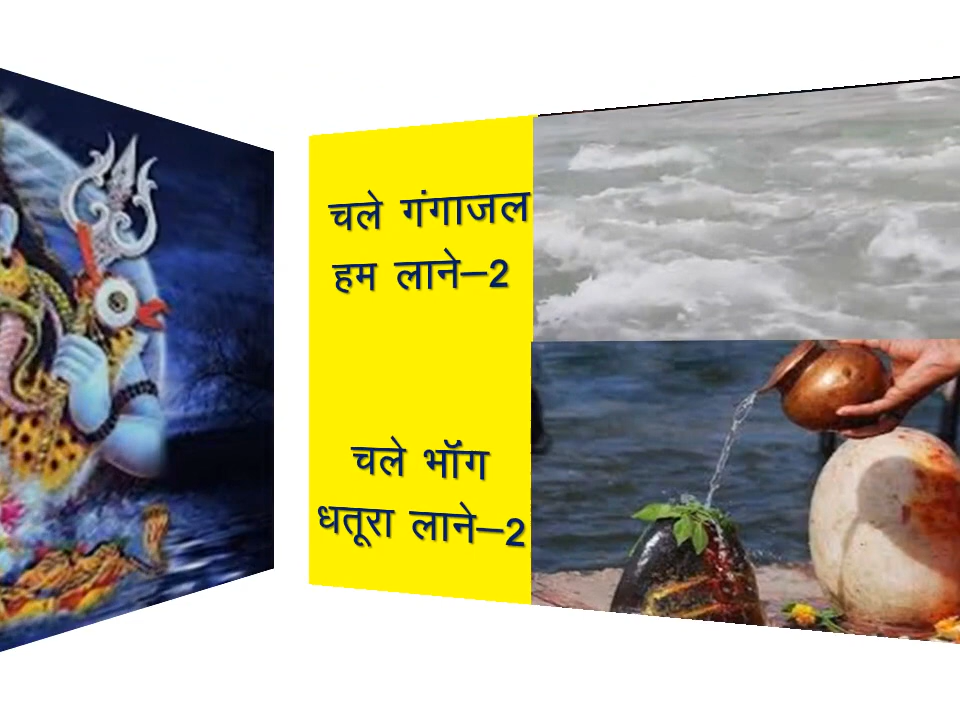 चले गंगाजल
हम लाने–2
चले भॉग
धतूरा लाने–2